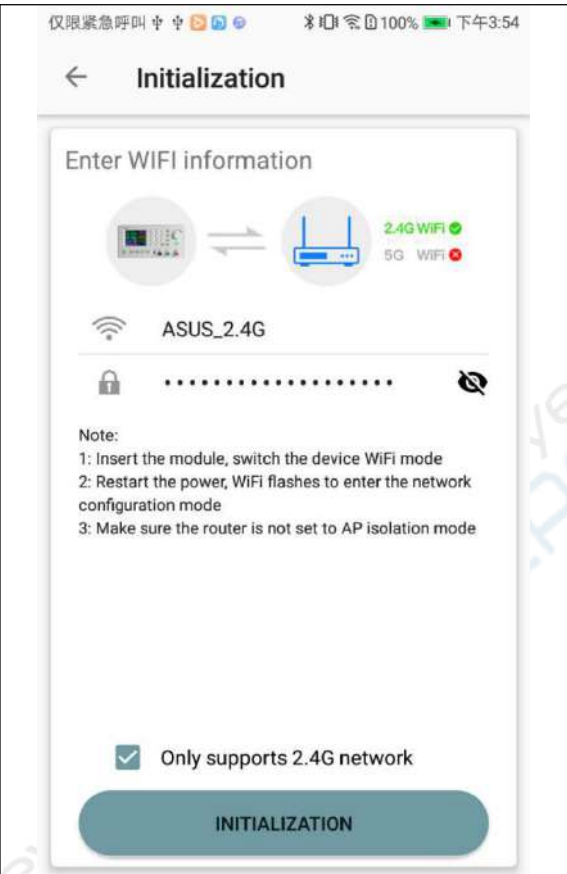 仅限紧急呼叫 100% 下午3:54
Initialization
Enter WIFI information
2.4G WiFi
5G WiFi
ASUS_2.4G
Note:
1: Insert the module, switch the device WiFi mode
2: Restart the power, WiFi flashes to enter the network
configuration mode
3: Make sure the router is not set to AP isolation mode
Only supports 2.4G network
INITIALIZATION